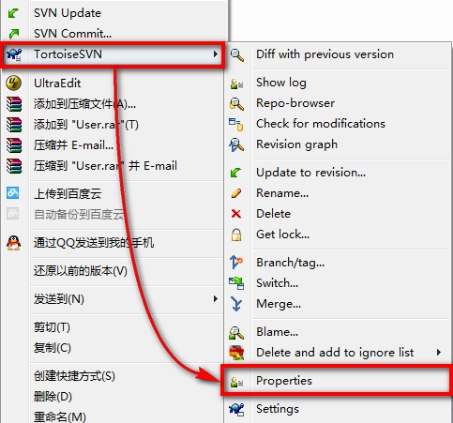 SVN Update
SVN Commit...
TortoiseSVN
UltraEdit
添加到压缩文件(A)...
添加到 "User.rar"(T)
压缩并 E-mail...
压缩到 "User.rar" 并 E-mail
上传到百度云
自动备份到百度云
通过QQ发送到我的手机
还原以前的版本(V)
发送到(N)
剪切(T)
复制(C)
创建快捷方式(S)
删除(D)
重命名(M)
Diff with previous version
Show log
Repo-browser
Check for modifications
Revision graph
Update to revision...
Rename...
Delete
Get lock...
Branch/tag...
Switch...
Merge...
Blame...
Delete and add to ignore list
Properties
Settings